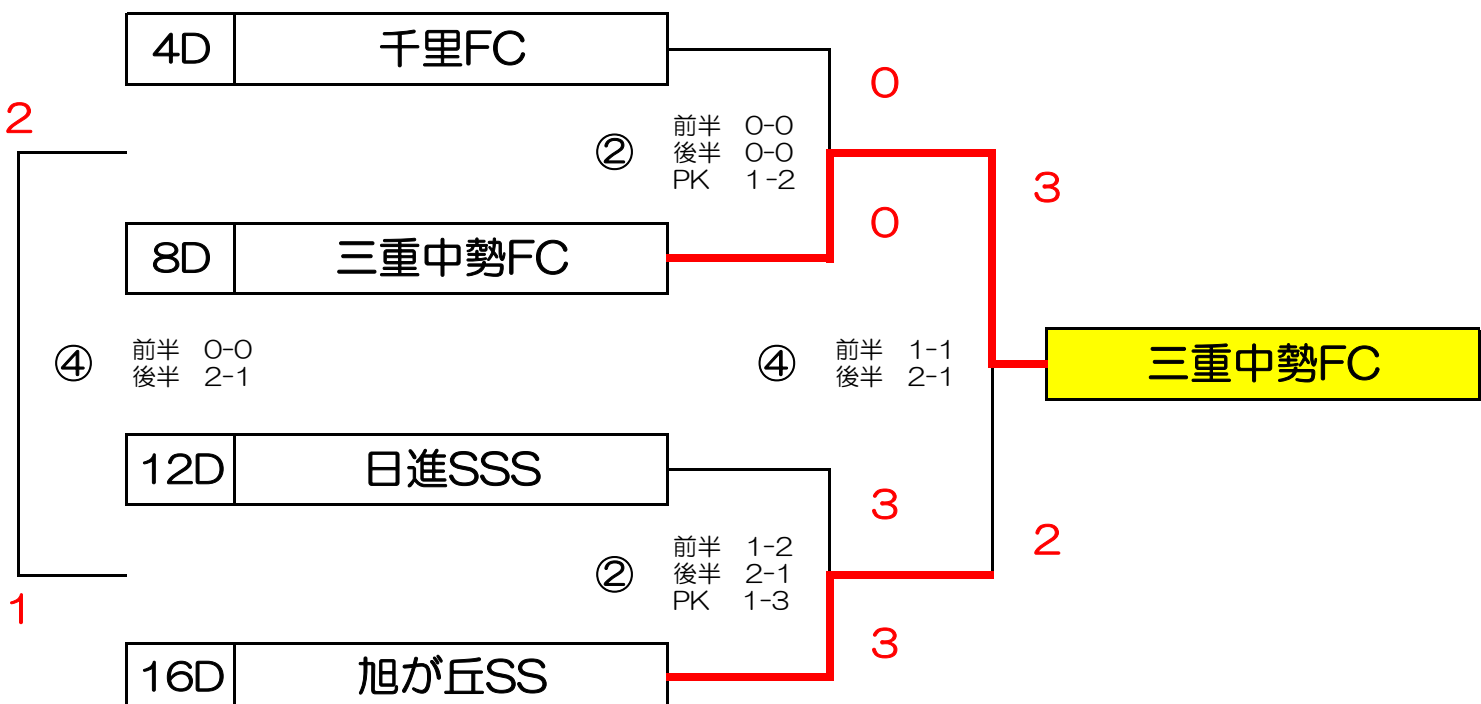 4D 千里FC
0
2
② 前半 0-0
後半 0-0
PK 1-2
3
8D 三重中勢FC
0
④ 前半 0-0
後半 2-1
④ 前半 1-1
後半 2-1
三重中勢FC
12D 日進SSS
3
2
② 前半 1-2
後半 2-1
PK 1-3
1
3
16D 旭が丘SS